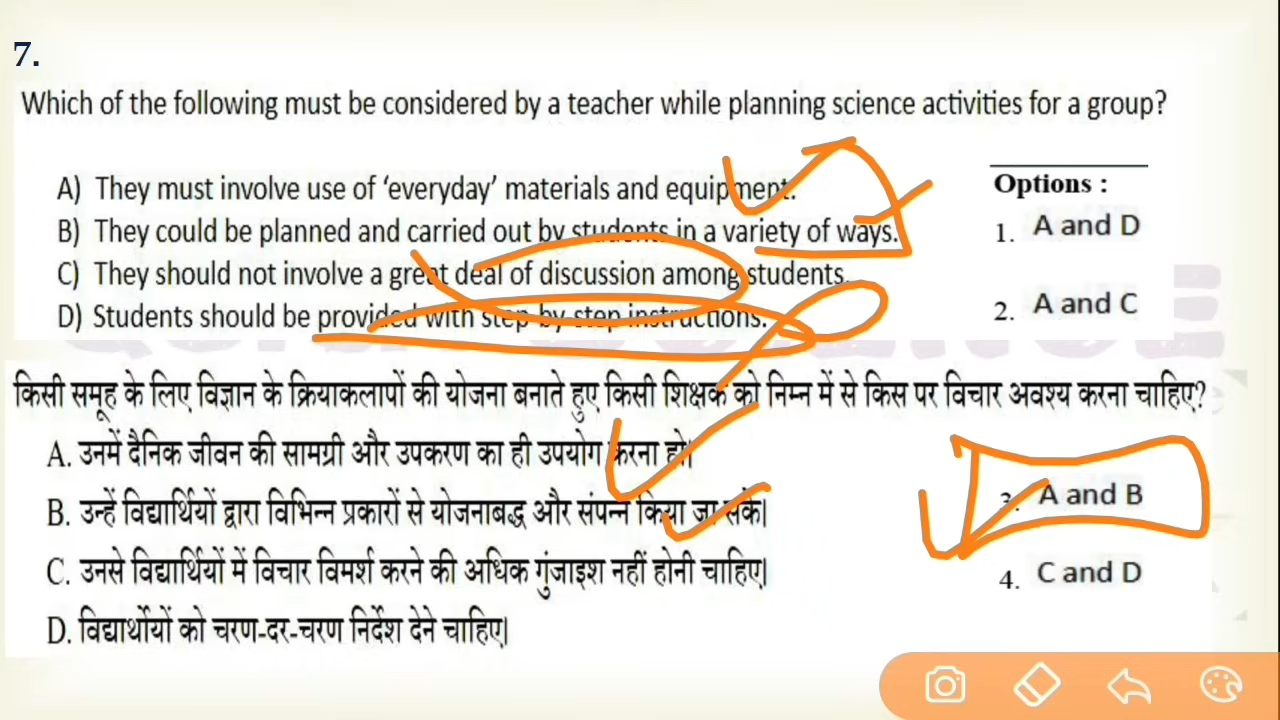 7.
Which of the following must be considered by a teacher while planning science activities for a group?
A) They must involve use of ‘everyday’ materials and equipment.
B) They could be planned and carried out by students in a variety of ways.
C) They should not involve a great deal of discussion among students.
D) Students should be provided with step-by-step instructions.
Options :
1. A and D
2. A and C
3. A and B
4. C and D
किसी समूह के लिए विज्ञान के क्रियाकलापों की योजना बनाते हुए किसी शिक्षक को निम्न में से किस पर विचार अवश्य करना चाहिए?
A. उनमें दैनिक जीवन की सामग्री और उपकरण का ही उपयोग करना हो|
B. उन्हें विद्यार्थियों द्वारा विभिन्न प्रकारों से योजनाबद्ध और संपन्न किया जा सकें|
C. उनसे विद्यार्थियों में विचार विमर्श करने की अधिक गुंजाइश नहीं होनी चाहिए|
D. विद्यार्थीयों को चरण-दर-चरण निर्देश देने चाहिए|